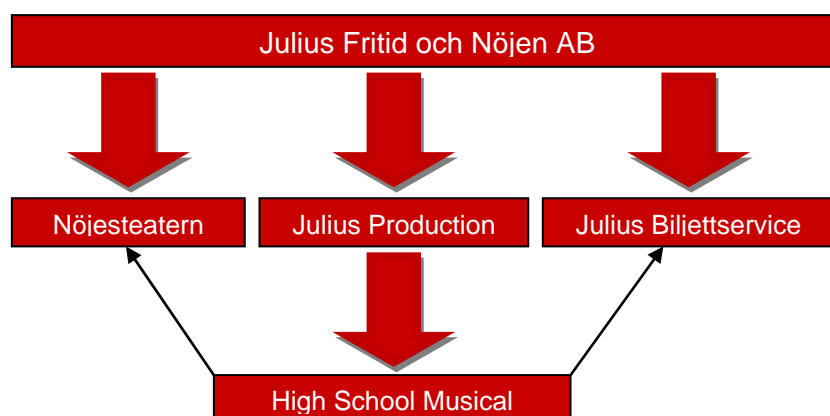 Julius Fritid och Nöjen AB
Nöjesteatern
Julius Production
Julius Biljettservice
High School Musical